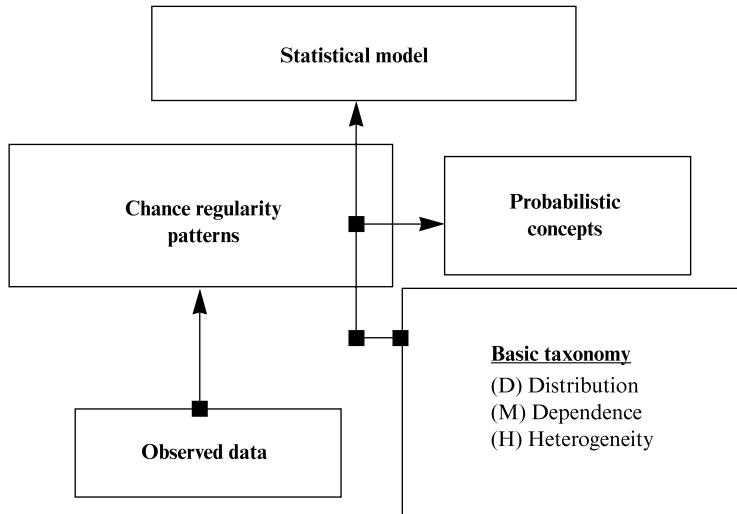 Statistical model
Chance regularity
patterns
Probabilistic
concepts
Basic taxonomy
(D) Distribution
(M) Dependence
(H) Heterogeneity
Observed data